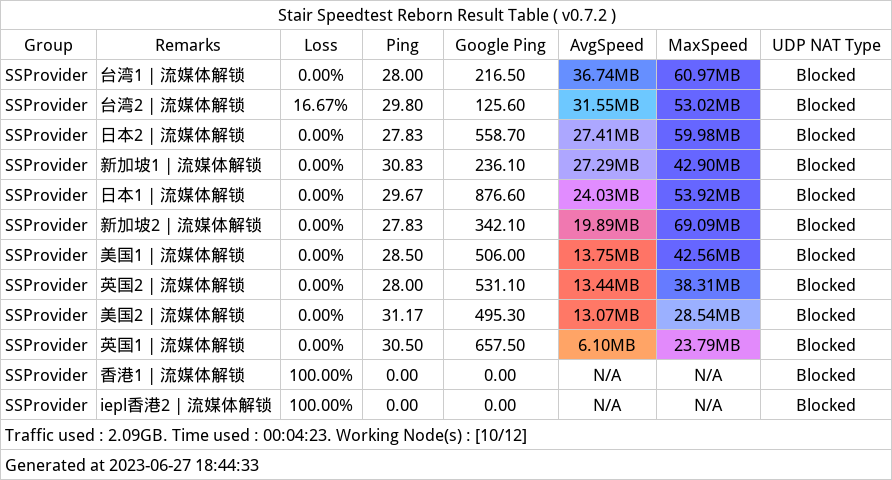 Stair Speedtest Reborn Result Table ( v0.7.2 )
Group Remarks Loss Ping Google Ping AvgSpeed MaxSpeed UDP NAT Type
SSProvider 台湾1 | 流媒体解锁 0.00% 28.00 216.50 36.74MB 60.97MB Blocked
SSProvider 台湾2 | 流媒体解锁 16.67% 29.80 125.60 31.55MB 53.02MB Blocked
SSProvider 日本2 | 流媒体解锁 0.00% 27.83 558.70 27.41MB 59.98MB Blocked
SSProvider 新加坡1 | 流媒体解锁 0.00% 30.83 236.10 27.29MB 42.90MB Blocked
SSProvider 日本1 | 流媒体解锁 0.00% 29.67 876.60 24.03MB 53.92MB Blocked
SSProvider 新加坡2 | 流媒体解锁 0.00% 27.83 342.10 19.89MB 69.09MB Blocked
SSProvider 美国1 | 流媒体解锁 0.00% 28.50 506.00 13.75MB 42.56MB Blocked
SSProvider 英国2 | 流媒体解锁 0.00% 28.00 531.10 13.44MB 38.31MB Blocked
SSProvider 美国2 | 流媒体解锁 0.00% 31.17 495.30 13.07MB 28.54MB Blocked
SSProvider 英国1 | 流媒体解锁 0.00% 30.50 657.50 6.10MB 23.79MB Blocked
SSProvider 香港1 | 流媒体解锁 100.00% 0.00 0.00 N/A N/A Blocked
SSProvider iepl香港2 | 流媒体解锁 100.00% 0.00 0.00 N/A N/A Blocked
Traffic used : 2.09GB. Time used : 00:04:23. Working Node(s) : [10/12]
Generated at 2023-06-27 18:44:33